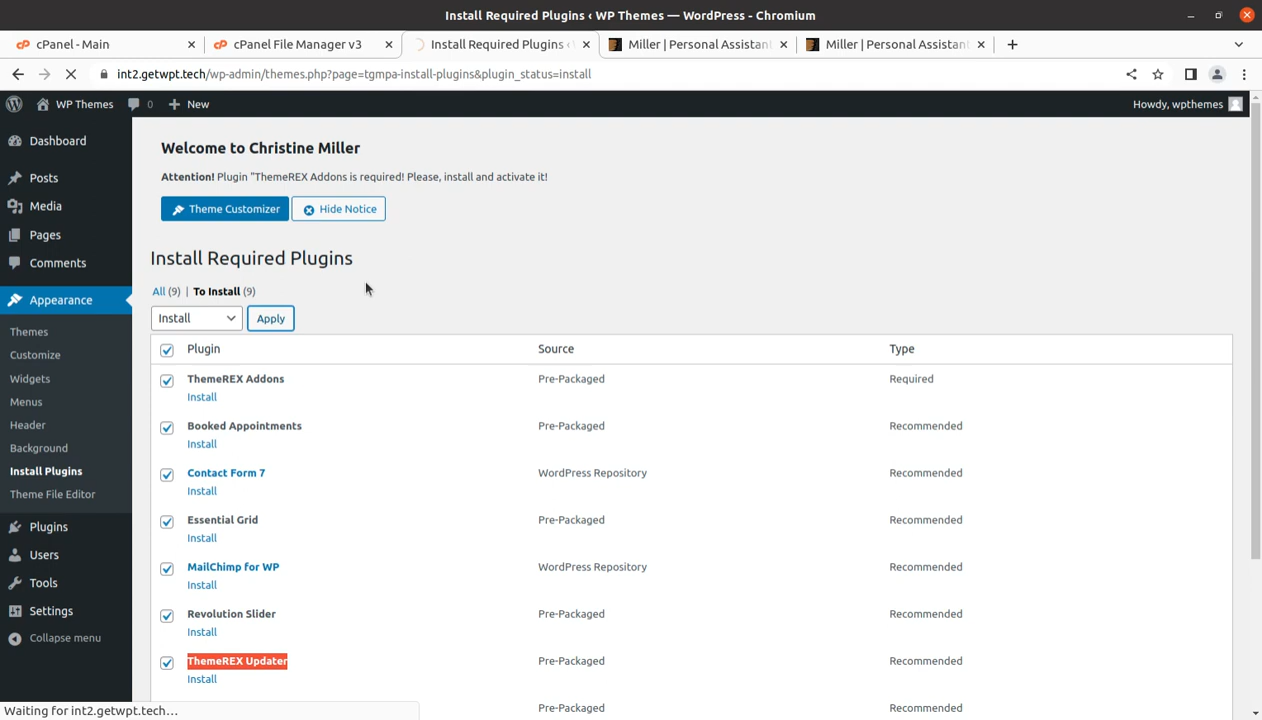 Install Required Plugins ‹ WP Themes — WordPress - Chromium
cPanel - Main
cPanel File Manager v3
Install Required Plugins ‹
Miller | Personal Assistan
Miller | Personal Assistan
int2.getwpt.tech/wp-admin/themes.php?page=tgmpa-install-plugins&plugin_status=install
WP Themes
0
New
Howdy, wpthemes
Dashboard
Posts
Media
Pages
Comments
Appearance
Themes
Customize
Widgets
Menus
Header
Background
Install Plugins
Theme File Editor
Plugins
Users
Tools
Settings
Collapse menu
Welcome to Christine Miller
Attention! Plugin "ThemeREX Addons is required! Please, install and activate it!
Theme Customizer
Hide Notice
Install Required Plugins
All (9) | To Install (9)
Install
Apply
Plugin Source Type
ThemeREX Addons Pre-Packaged Required
Install
Booked Appointments Pre-Packaged Recommended
Install
Contact Form 7 WordPress Repository Recommended
Install
Essential Grid Pre-Packaged Recommended
Install
MailChimp for WP WordPress Repository Recommended
Install
Revolution Slider Pre-Packaged Recommended
Install
ThemeREX Updater Pre-Packaged Recommended
Install
Pre-Packaged Recommended
Waiting for int2.getwpt.tech...